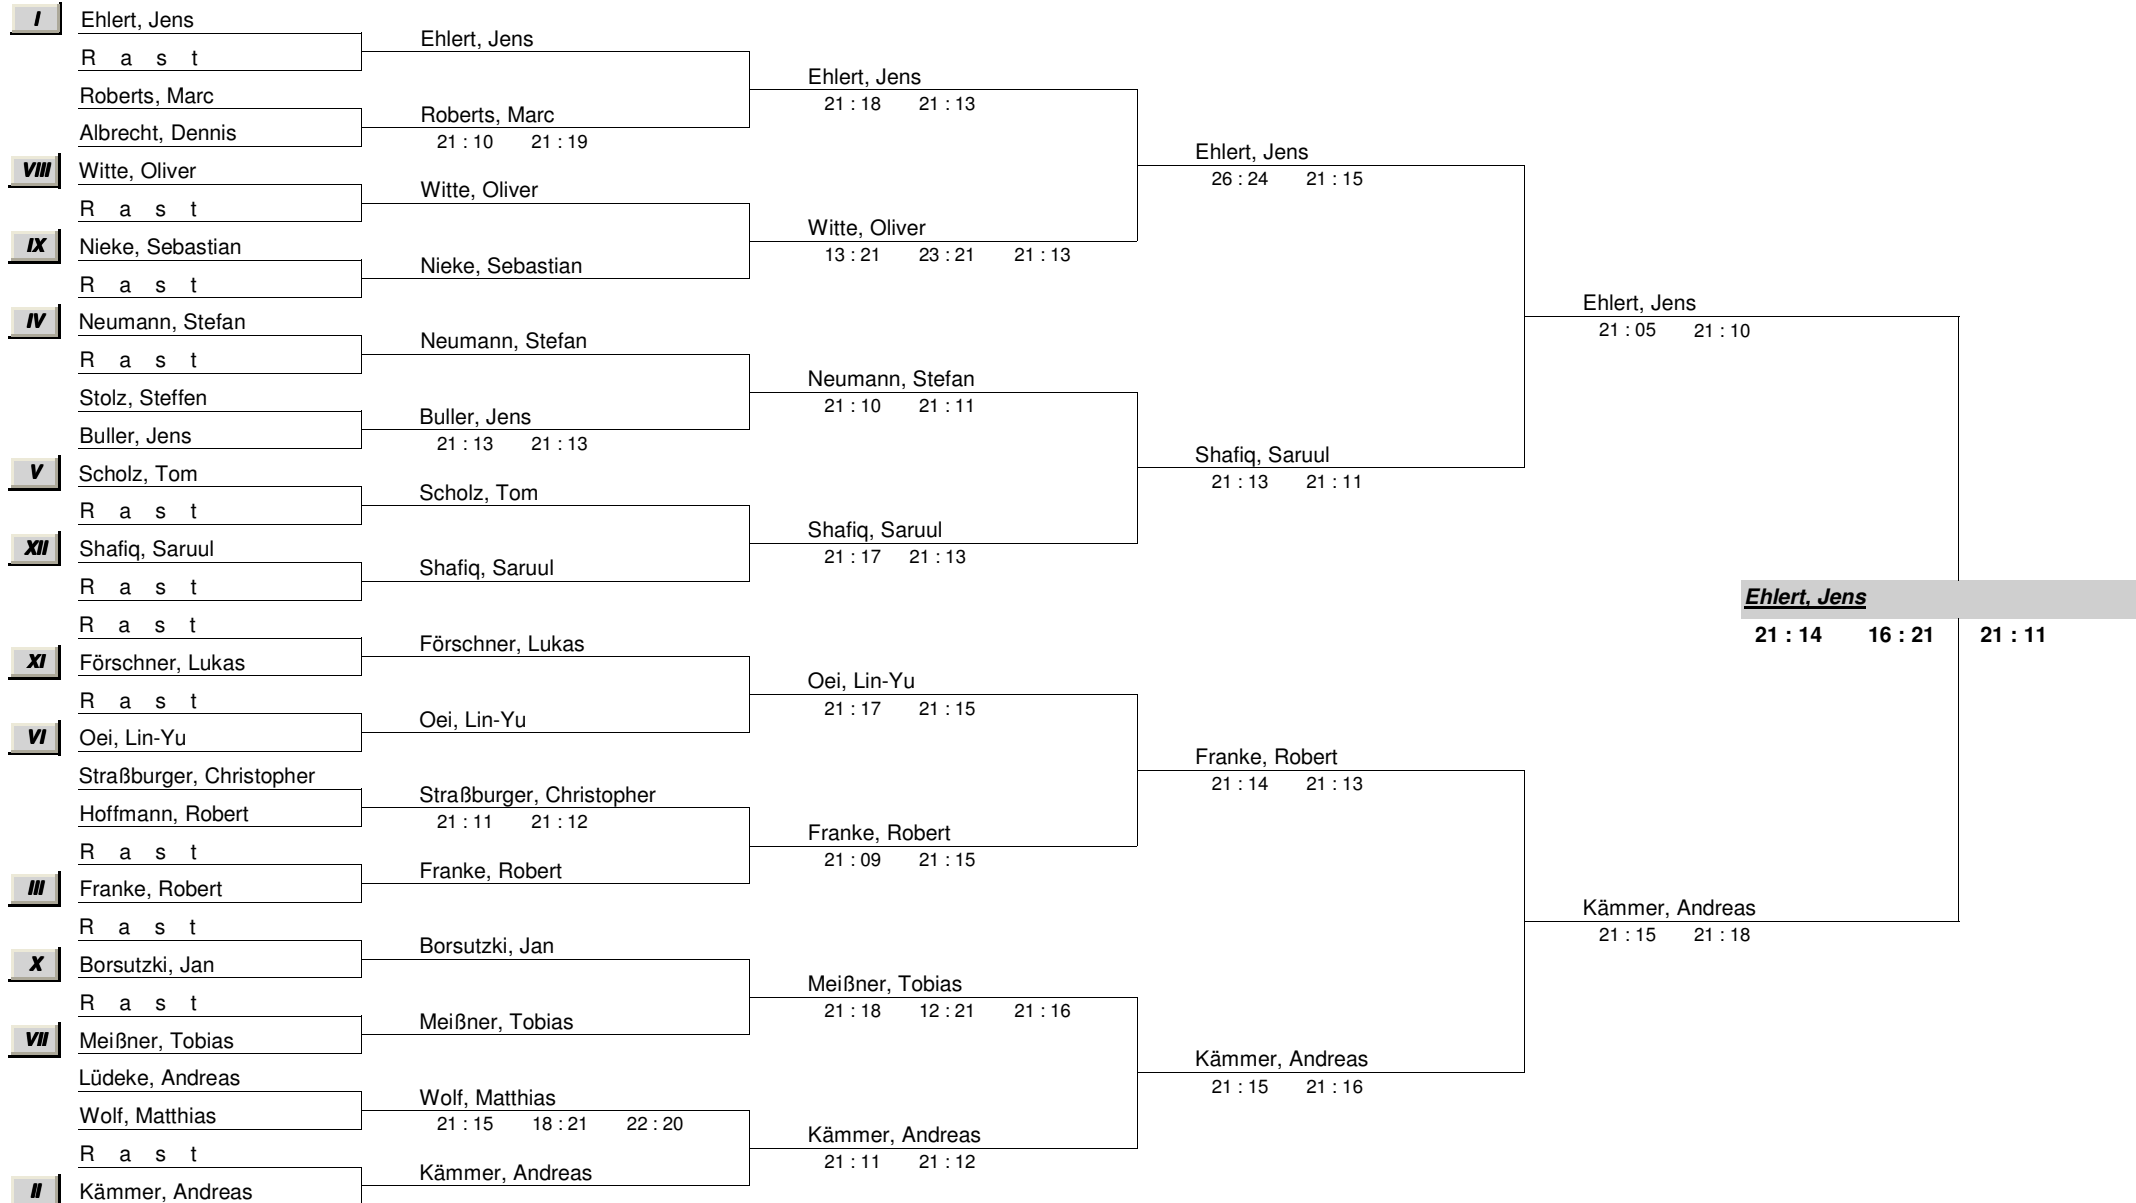 I Ehlert, Jens
R a s t
Roberts, Marc
Albrecht, Dennis
VIII Witte, Oliver
R a s t
IX Nieke, Sebastian
R a s t
IV Neumann, Stefan
R a s t
Stolz, Steffen
Buller, Jens
V Scholz, Tom
R a s t
XII Shafiq, Saruul
R a s t
R a s t
XI Förschner, Lukas
R a s t
VI Oei, Lin-Yu
Straßburger, Christopher
Hoffmann, Robert
R a s t
III Franke, Robert
R a s t
X Borsutzki, Jan
R a s t
VII Meißner, Tobias
Lüdeke, Andreas
Wolf, Matthias
R a s t
II Kämmer, Andreas
Ehlert, Jens
Roberts, Marc
21 : 10 21 : 19
Witte, Oliver
Nieke, Sebastian
Neumann, Stefan
Buller, Jens
21 : 13 21 : 13
Scholz, Tom
Shafiq, Saruul
Förschner, Lukas
Oei, Lin-Yu
Straßburger, Christopher
21 : 11 21 : 12
Franke, Robert
Borsutzki, Jan
Meißner, Tobias
Wolf, Matthias
21 : 15 18 : 21 22 : 20
Kämmer, Andreas
Ehlert, Jens
21 : 18 21 : 13
Witte, Oliver
13 : 21 23 : 21 21 : 13
Neumann, Stefan
21 : 10 21 : 11
Shafiq, Saruul
21 : 17 21 : 13
Oei, Lin-Yu
21 : 17 21 : 15
Franke, Robert
21 : 09 21 : 15
Meißner, Tobias
21 : 18 12 : 21 21 : 16
Kämmer, Andreas
21 : 11 21 : 12
Ehlert, Jens
26 : 24 21 : 15
Shafiq, Saruul
21 : 13 21 : 11
Franke, Robert
21 : 14 21 : 13
Kämmer, Andreas
21 : 15 21 : 16
Ehlert, Jens
21 : 05 21 : 10
Kämmer, Andreas
21 : 15 21 : 18
Ehlert, Jens
21 : 14 16 : 21 21 : 11